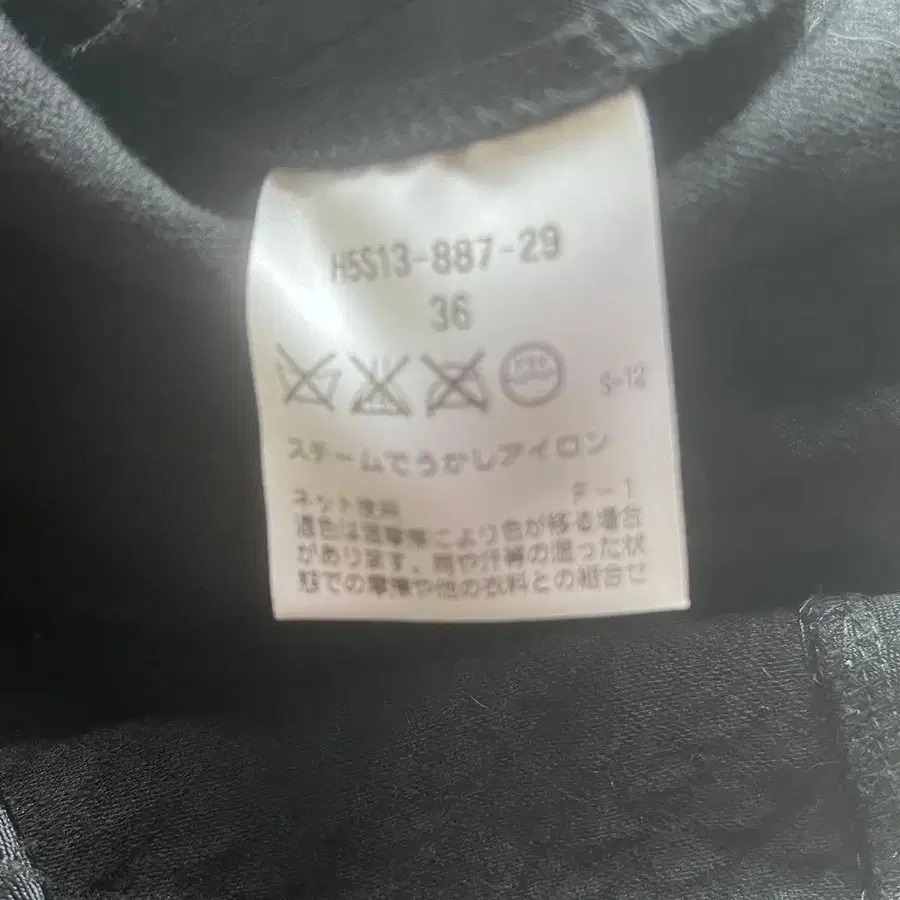 H5S13-887-29
36
S-12
スチームでうかしアイロン
ネット使用 F-1
濃色は湿摩擦により色が移る場合
があります。雨や汗等の湿った状
態での摩擦や他の衣料との組合せ